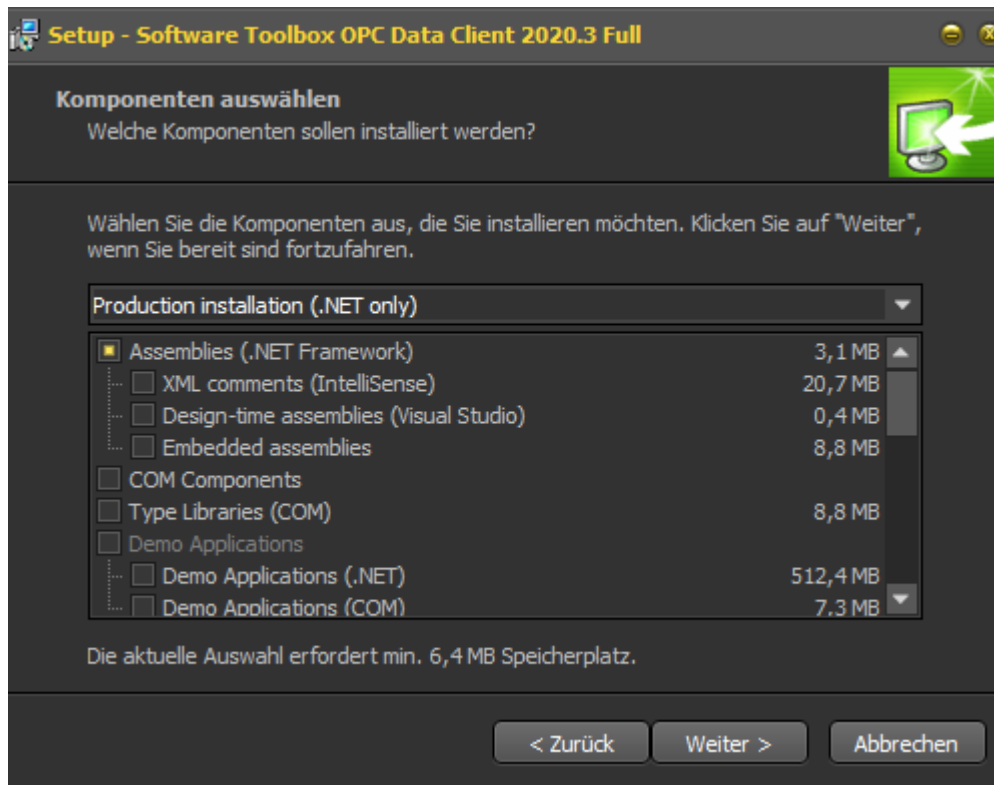 Setup - Software Toolbox OPC Data Client 2020.3 Full
Komponenten auswählen
Welche Komponenten sollen installiert werden?
Wählen Sie die Komponenten aus, die Sie installieren möchten. Klicken Sie auf "Weiter",
wenn Sie bereit sind fortzufahren.
Production installation (.NET only)
Assemblies (.NET Framework) 3,1 MB
XML comments (IntelliSense) 20,7 MB
Design-time assemblies (Visual Studio) 0,4 MB
Embedded assemblies 8,8 MB
COM Components
Type Libraries (COM) 8,8 MB
Demo Applications
Demo Applications (.NET) 512,4 MB
Demo Applications (COM) 7,3 MB
Die aktuelle Auswahl erfordert min. 6,4 MB Speicherplatz.
< Zurück Weiter > Abbrechen